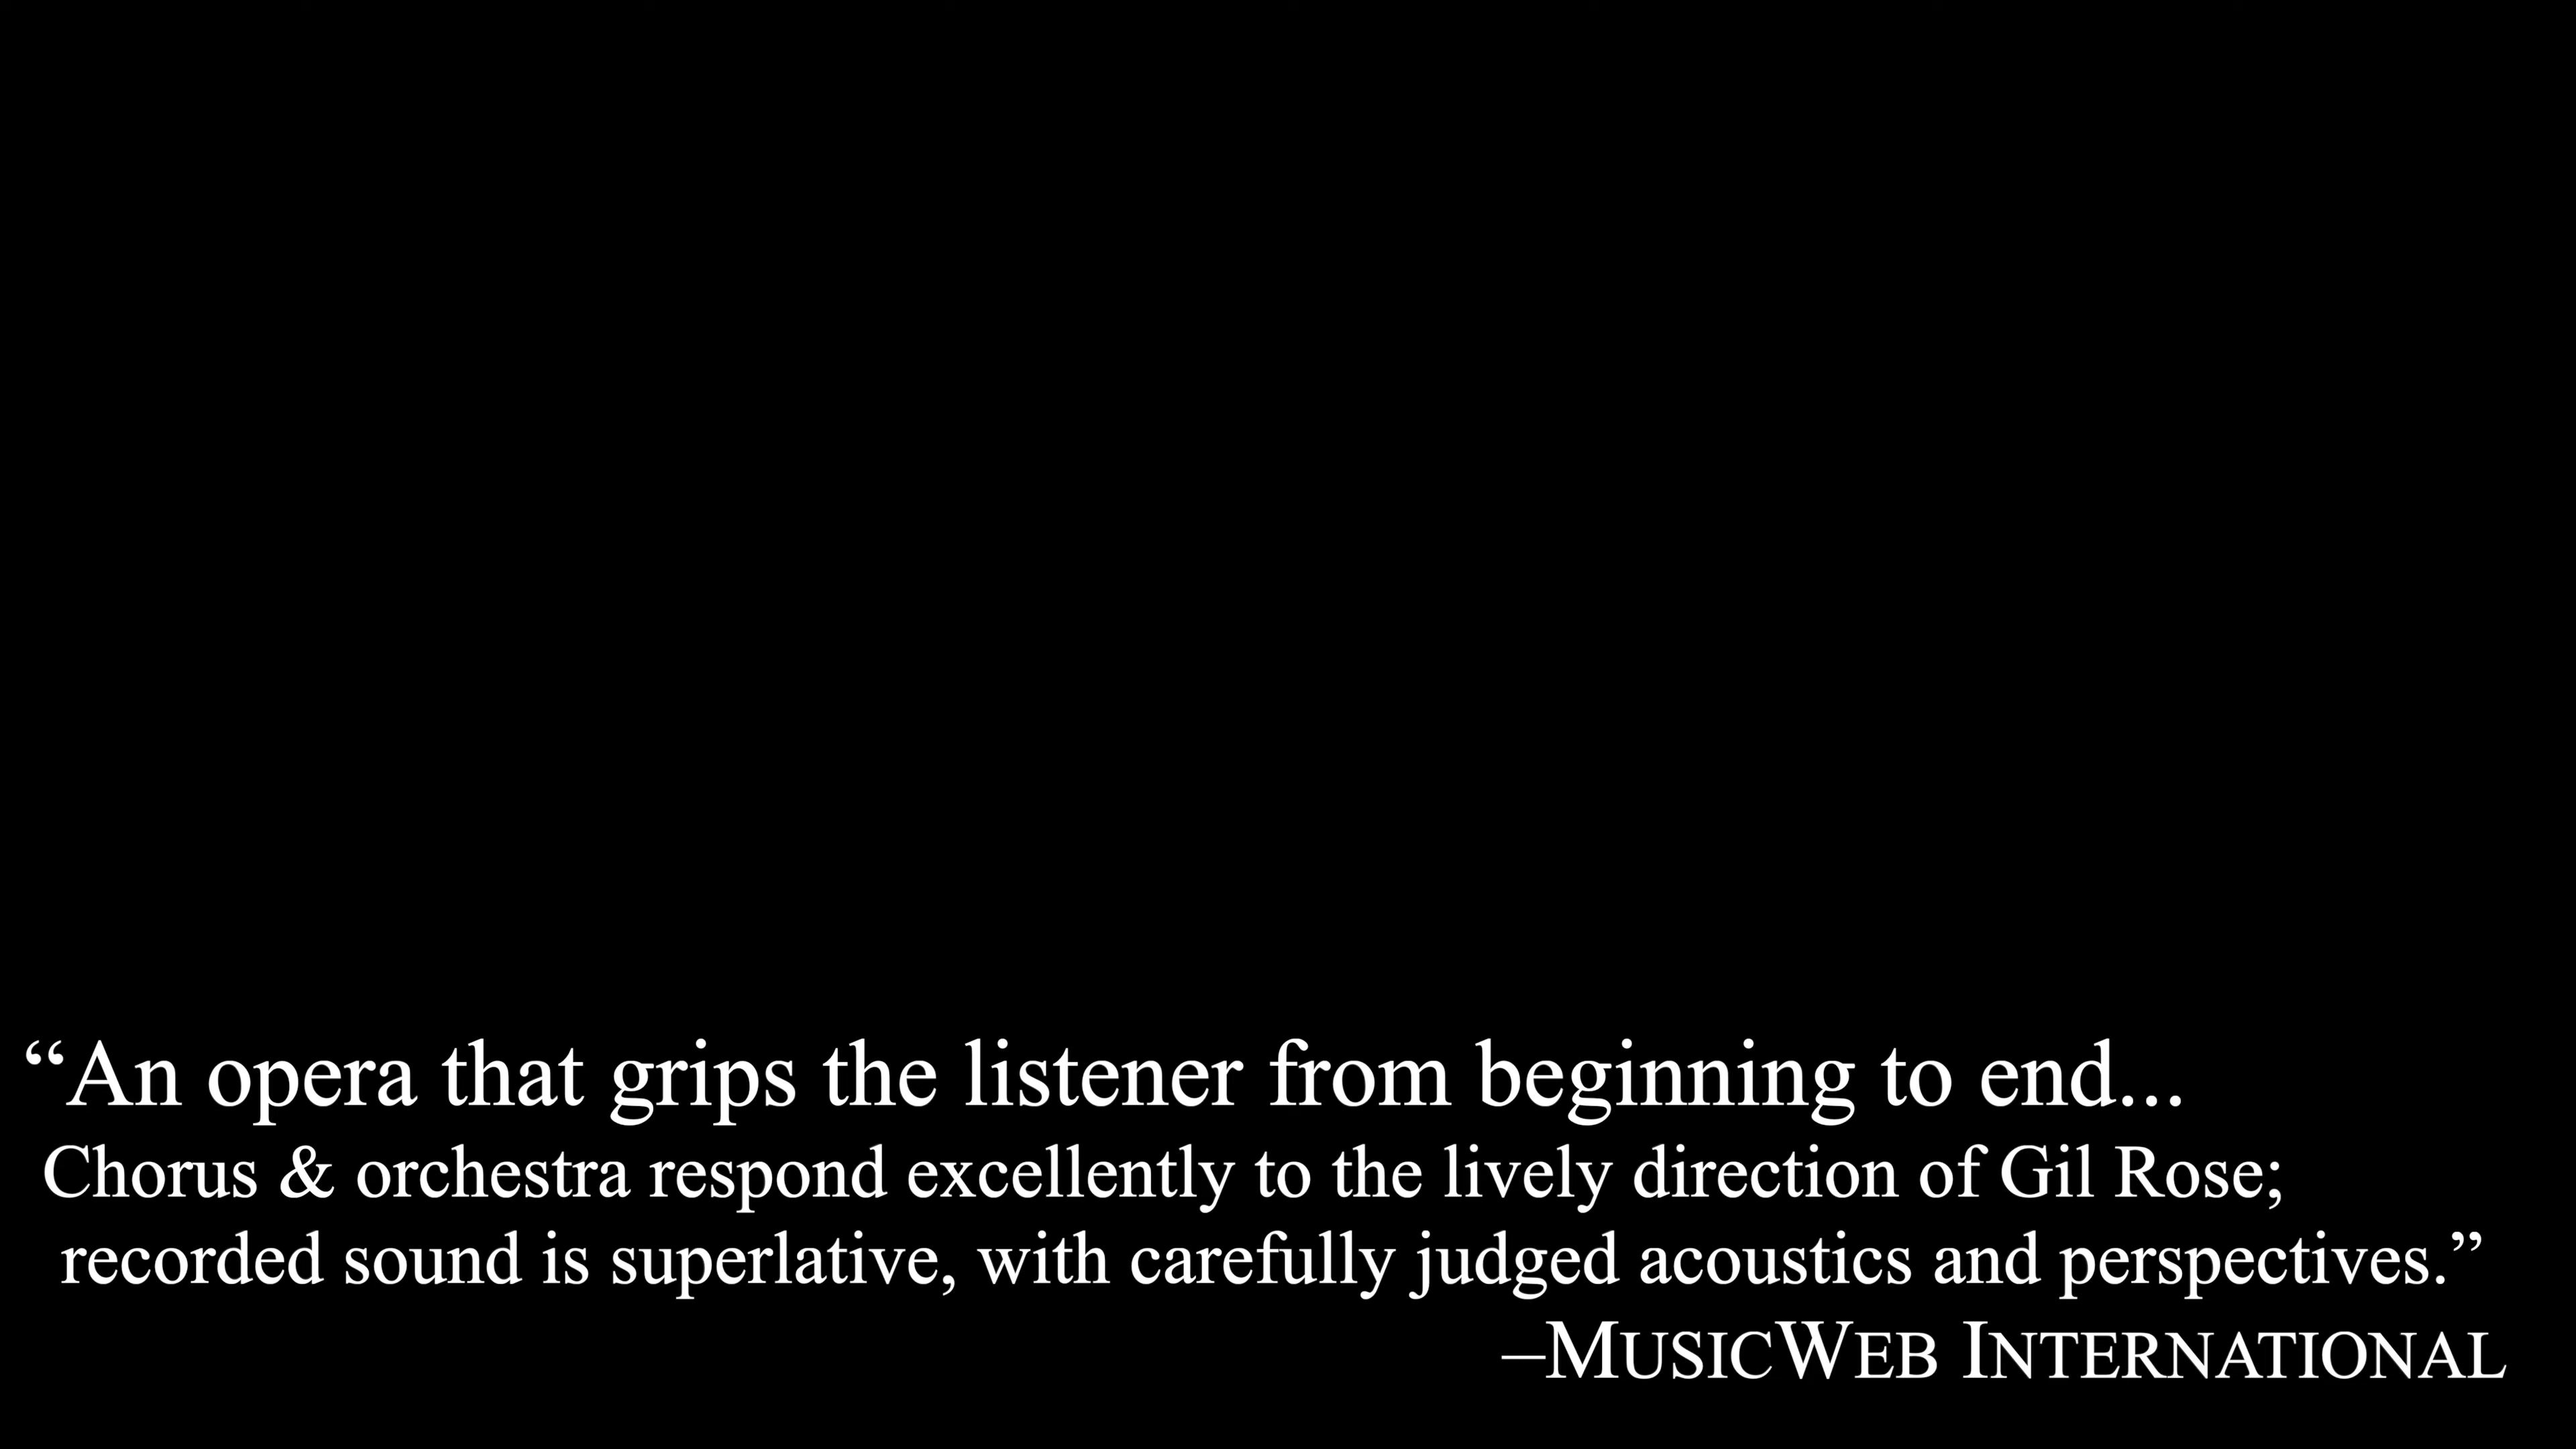 “An opera that grips the listener from beginning to end...
Chorus & orchestra respond excellently to the lively direction of Gil Rose;
recorded sound is superlative, with carefully judged acoustics and perspectives.”
–MUSICWEB INTERNATIONAL